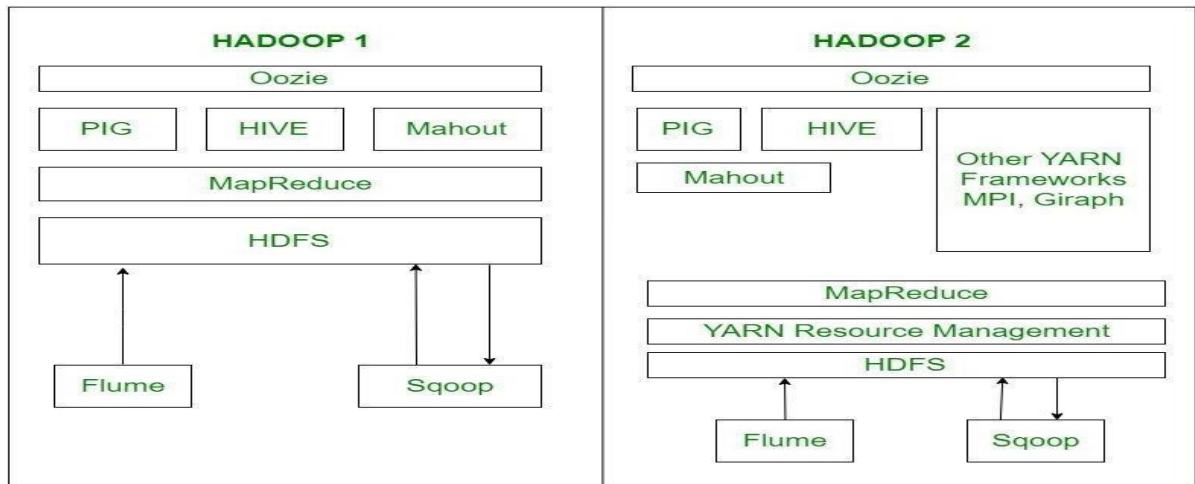 HADOOP 1
Oozie
PIG
HIVE
Mahout
MapReduce
HDFS
Flume
Sqoop
HADOOP 2
Oozie
PIG
HIVE
Mahout
Other YARN
Frameworks
MPI, Giraph
MapReduce
YARN Resource Management
HDFS
Flume
Sqoop